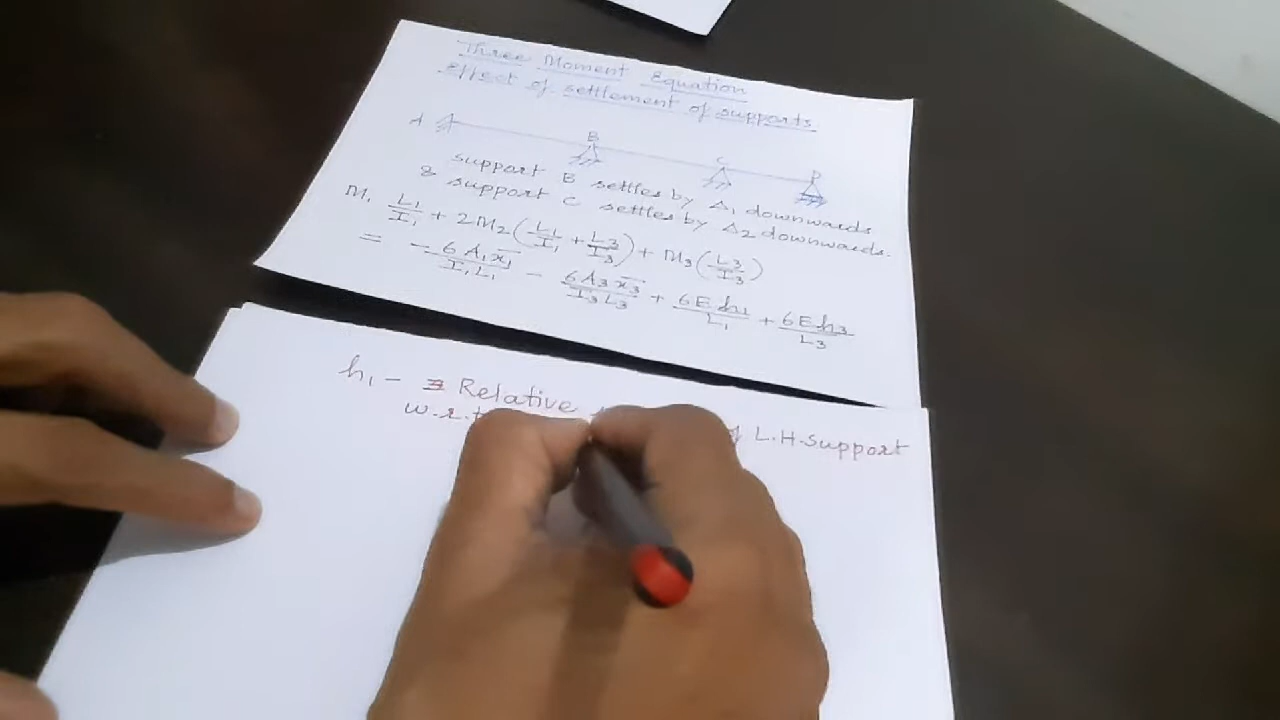 Three Moment Equation
Effect of settlement of supports
A B C D
support B settles by Δ1 downwards
& support C settles by Δ2 downwards.
M1 L1/I1 + 2M2 (L1/I1 + L3/I3) + M3 (L3/I3)
= - 6A1x̄1/I1L1 - 6A3x̄3/I3L3 + 6Eh1/L1 + 6Eh3/L3
h1 - Relative of L.H. Support
w.r.t